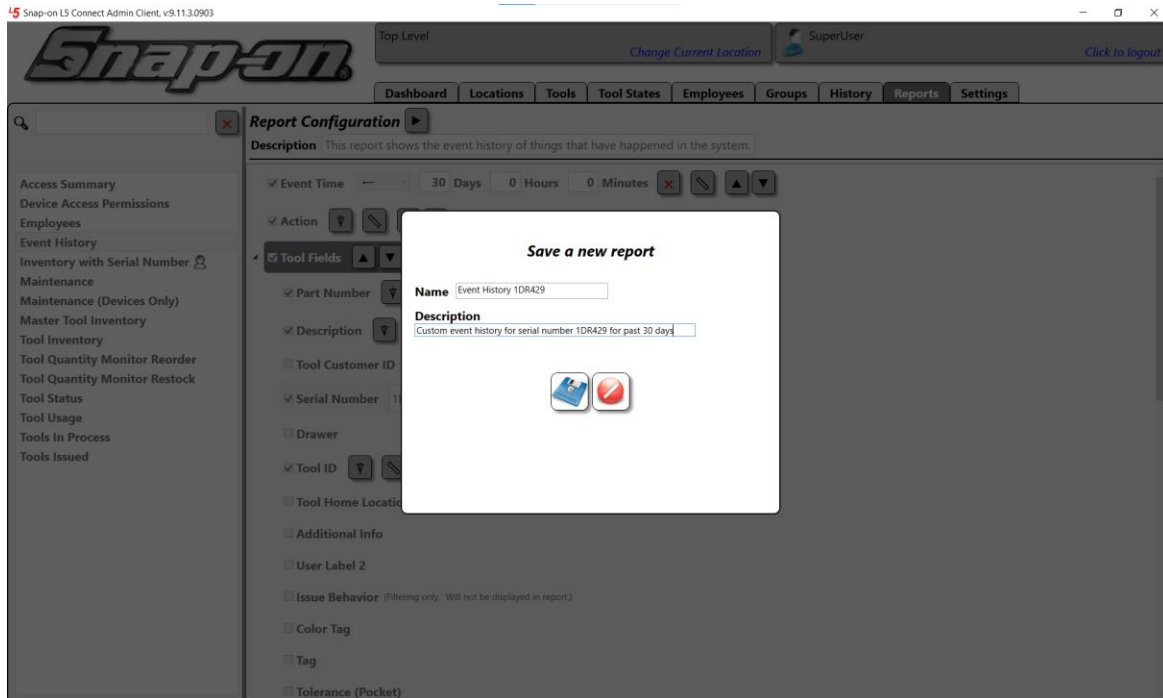 Snap-on L5 Connect Admin Client, v:9.11.3.0903
Snap-on
Top Level
Change Current Location
SuperUser
Click to logout
Dashboard Locations Tools Tool States Employees Groups History Reports Settings
Report Configuration
Description This report shows the event history of things that have happened in the system.
Access Summary
Device Access Permissions
Employees
Event History
Inventory with Serial Number
Maintenance
Maintenance (Devices Only)
Master Tool Inventory
Tool Inventory
Tool Quantity Monitor Reorder
Tool Quantity Monitor Restock
Tool Status
Tool Usage
Tools In Process
Tools Issued
Event Time 30 Days 0 Hours 0 Minutes
Action
Tool Fields
Part Number
Description
Tool Customer ID
Serial Number
Drawer
Tool ID
Tool Home
Additional Info
User Label 2
Issue Behavior (Filtering only. Will not be displayed in report.)
Color Tag
Tag
Tolerance (Pocket)
Save a new report
Name Event History 1DR429
Description
Custom event history for serial number 1DR429 for past 30 days